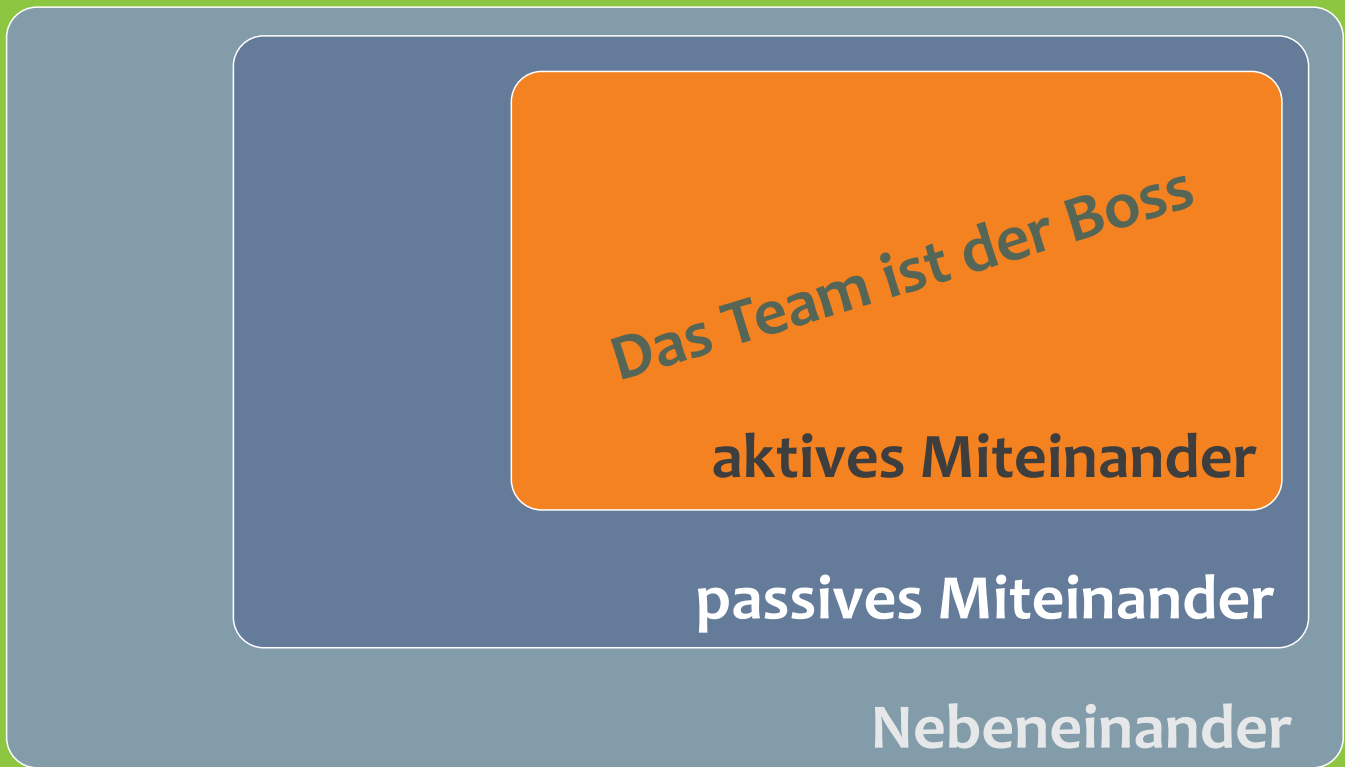 Das Team ist der Boss
aktives Miteinander
passives Miteinander
Nebeneinander